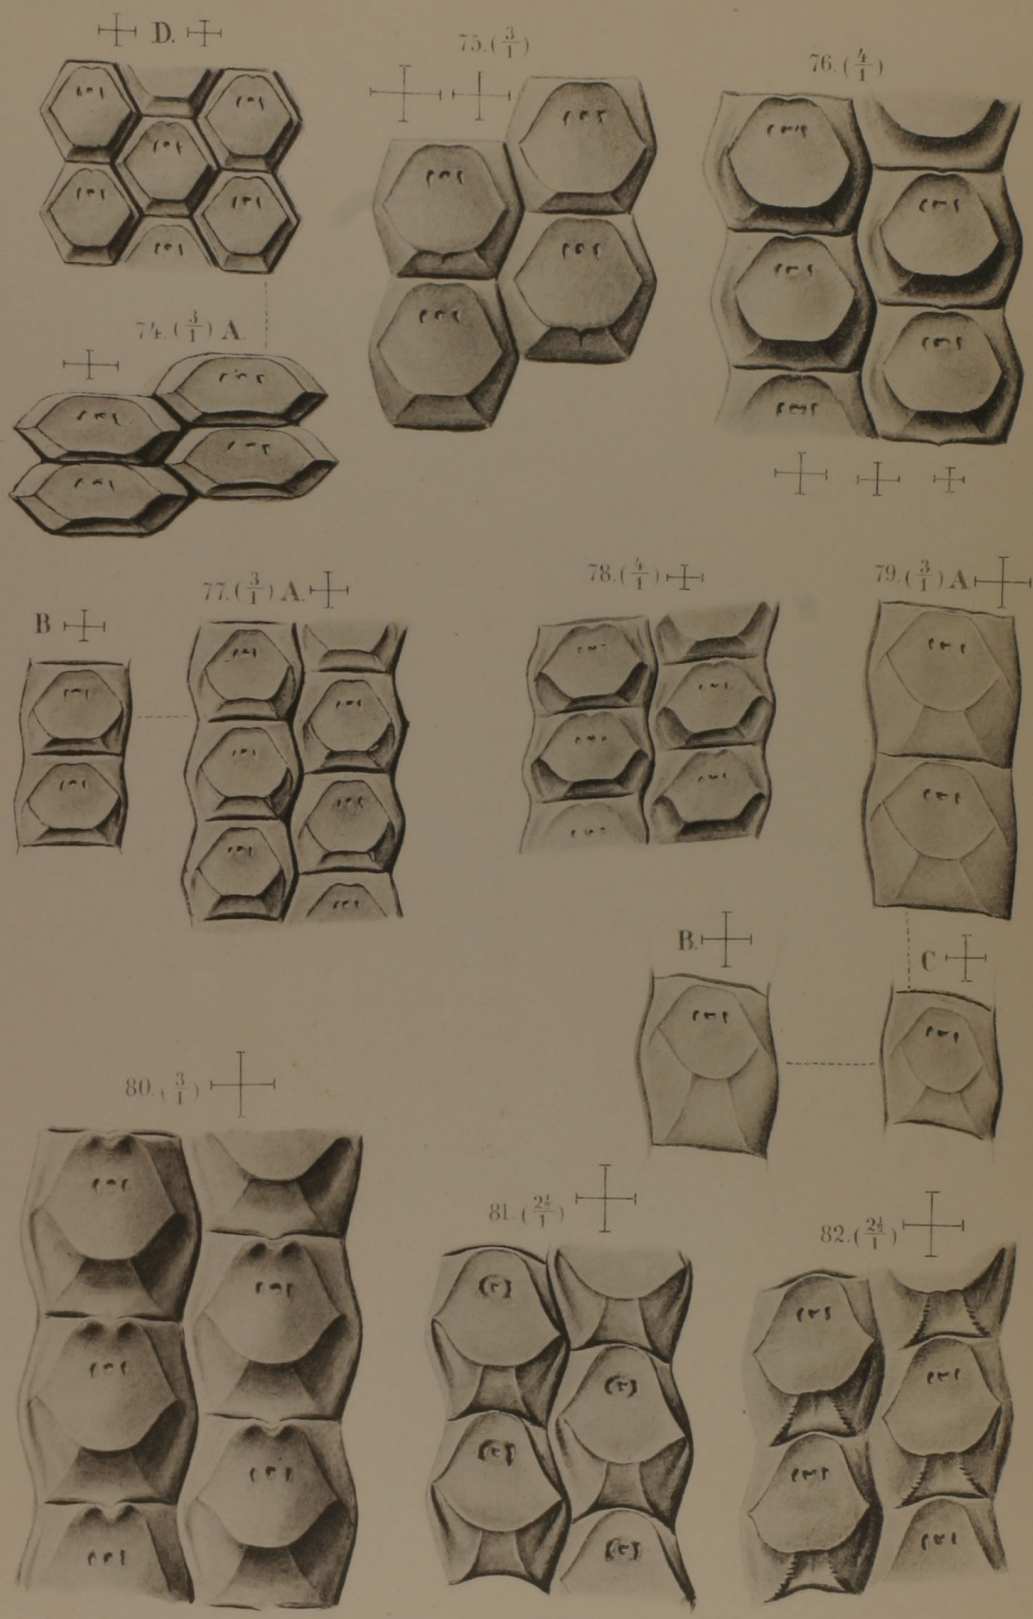 D.
75.(3/1)
76.(4/1)
74.(3/1) A.
77.(3/1) A.
78.(4/1)
79.(3/1) A
B
B.
C
80.(3/1)
81.(2½/1)
82.(2½/1)